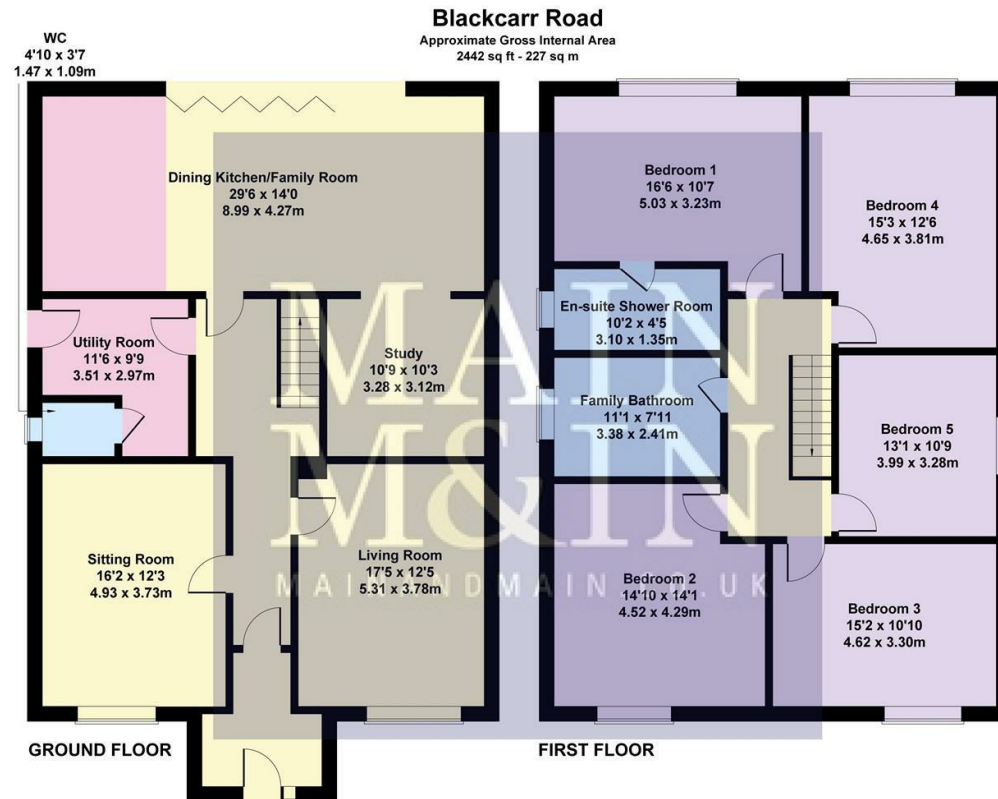 Blackcarr Road
Approximate Gross Internal Area
2442 sq ft - 227 sq m
WC
4'10 x 3'7
1.47 x 1.09m
Dining Kitchen/Family Room
29'6 x 14'0
8.99 x 4.27m
Utility Room
11'6 x 9'9
3.51 x 2.97m
Study
10'9 x 10'3
3.28 x 3.12m
Sitting Room
16'2 x 12'3
4.93 x 3.73m
Living Room
17'5 x 12'5
5.31 x 3.78m
GROUND FLOOR
Bedroom 1
16'6 x 10'7
5.03 x 3.23m
Bedroom 4
15'3 x 12'6
4.65 x 3.81m
En-suite Shower Room
10'2 x 4'5
3.10 x 1.35m
Family Bathroom
11'1 x 7'11
3.38 x 2.41m
Bedroom 5
13'1 x 10'9
3.99 x 3.28m
Bedroom 2
14'10 x 14'1
4.52 x 4.29m
Bedroom 3
15'2 x 10'10
4.62 x 3.30m
FIRST FLOOR
MAIN
M&IN
MAINANDMAIN.CO.UK